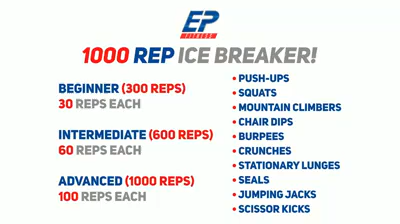 EP
FITNESS
1000 REP ICE BREAKER!
BEGINNER (300 REPS)
30 REPS EACH
INTERMEDIATE (600 REPS)
60 REPS EACH
ADVANCED (1000 REPS)
100 REPS EACH
• PUSH-UPS
• SQUATS
• MOUNTAIN CLIMBERS
• CHAIR DIPS
• BURPEES
• CRUNCHES
• STATIONARY LUNGES
• SEALS
• JUMPING JACKS
• SCISSOR KICKS